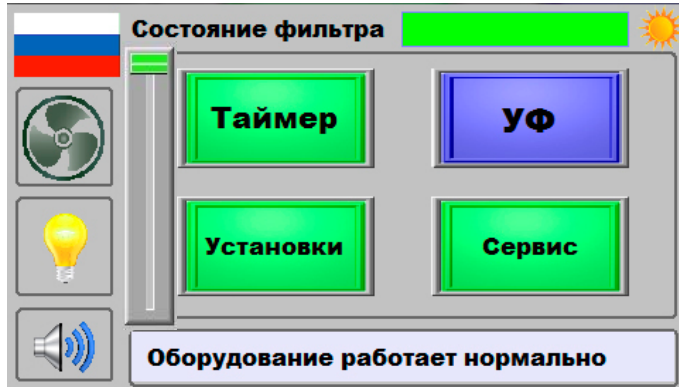 Состояние фильтра
Таймер
УФ
Установки
Сервис
Оборудование работает нормально